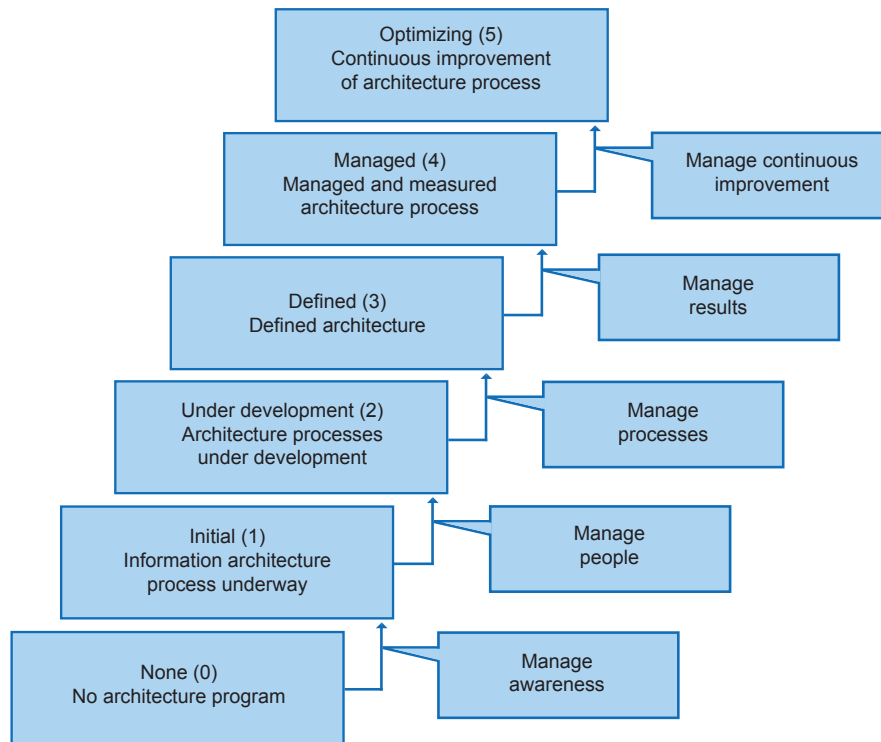 Optimizing (5)
Continuous improvement
of architecture process
Managed (4)
Managed and measured
architecture process
Manage continuous
improvement
Defined (3)
Defined architecture
Manage
results
Under development (2)
Architecture processes
under development
Manage
processes
Initial (1)
Information architecture
process underway
Manage
people
None (0)
No architecture program
Manage
awareness